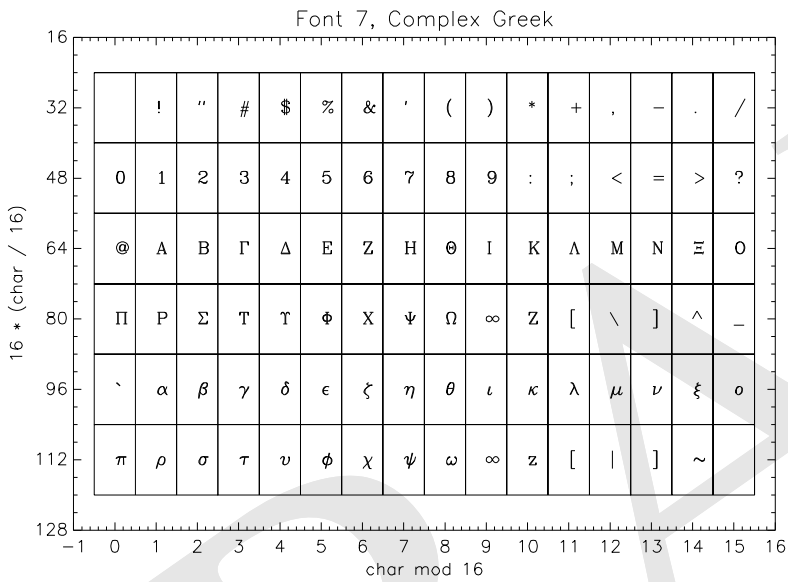 Font 7, Complex Greek
16
32 ! " # $ % & ' ( ) * + , − . /
48 0 1 2 3 4 5 6 7 8 9 : ; < = > ?
64 @ Α Β Γ Δ Ε Ζ Η Θ Ι Κ Λ Μ Ν Ξ Ο
80 Π Ρ Σ Τ ϒ Φ Χ Ψ Ω ∞ Ζ [ \ ] ^ _
96 ` α β γ δ ϵ ζ η θ ι κ λ μ ν ξ ο
112 π ρ σ τ υ ϕ χ ψ ω ∞ z [ | ] ~
128
−1 0 1 2 3 4 5 6 7 8 9 10 11 12 13 14 15 16
char mod 16
16 * (char / 16)